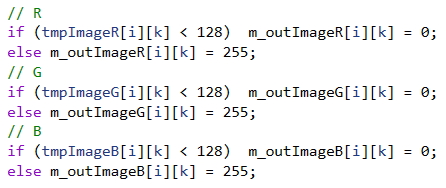 // R
if (tmpImageR[i][k] < 128)  m_outImageR[i][k] = 0;
else m_outImageR[i][k] = 255;
// G
if (tmpImageG[i][k] < 128)  m_outImageG[i][k] = 0;
else m_outImageG[i][k] = 255;
// B
if (tmpImageB[i][k] < 128)  m_outImageB[i][k] = 0;
else m_outImageB[i][k] = 255;